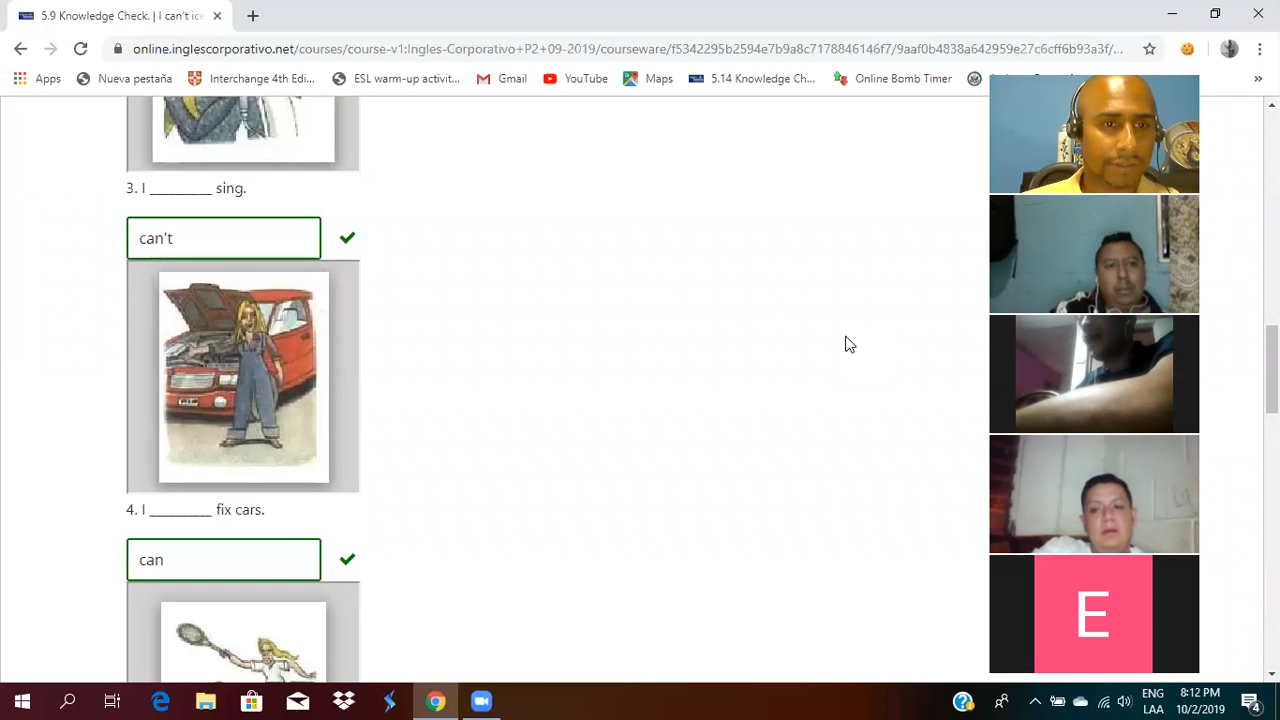 5.9 Knowledge Check. | I can't ice
online.inglescorporativo.net/courses/course-v1:Ingles-Corporativo+P2+09-2019/courseware/f5342295b2594e7b9a8c7178846146f7/9aaf0b4838a642959e27c6cff6b93a3f/...
Apps Nueva pestaña Interchange 4th Edi... ESL warm-up activit... Gmail YouTube Maps 5.14 Knowledge Ch... Online Bomb Timer »
3. I _________ sing.
can't
4. I _________ fix cars.
can
E
ENG 8:12 PM
LAA 10/2/2019 4